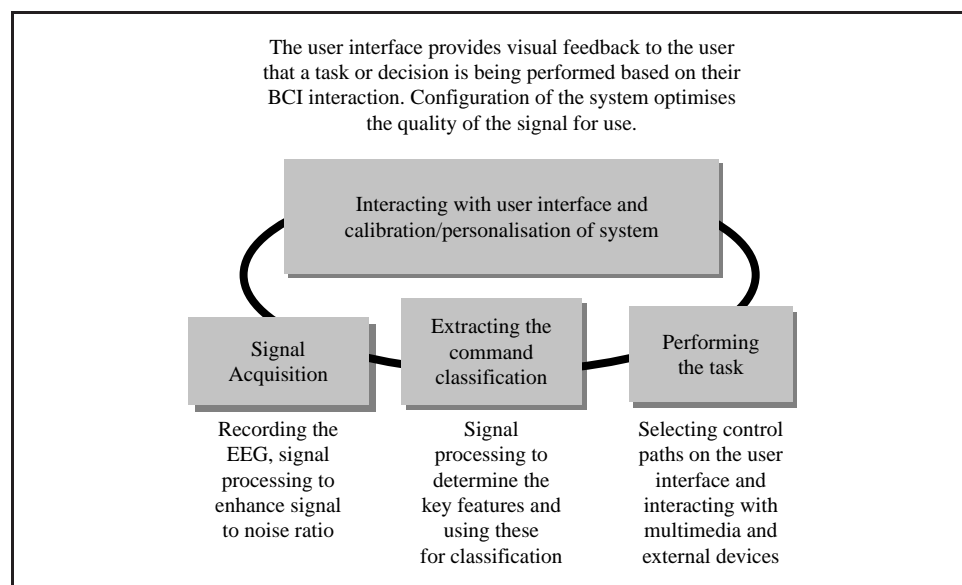 The user interface provides visual feedback to the user
that a task or decision is being performed based on their
BCI interaction. Configuration of the system optimises
the quality of the signal for use.
Interacting with user interface and
calibration/personalisation of system
Signal
Acquisition
Extracting the
command
classification
Performing
the task
Recording the
EEG, signal
processing to
enhance signal
to noise ratio
Signal
processing to
determine the
key features and
using these
for classification
Selecting control
paths on the user
interface and
interacting with
multimedia and
external devices